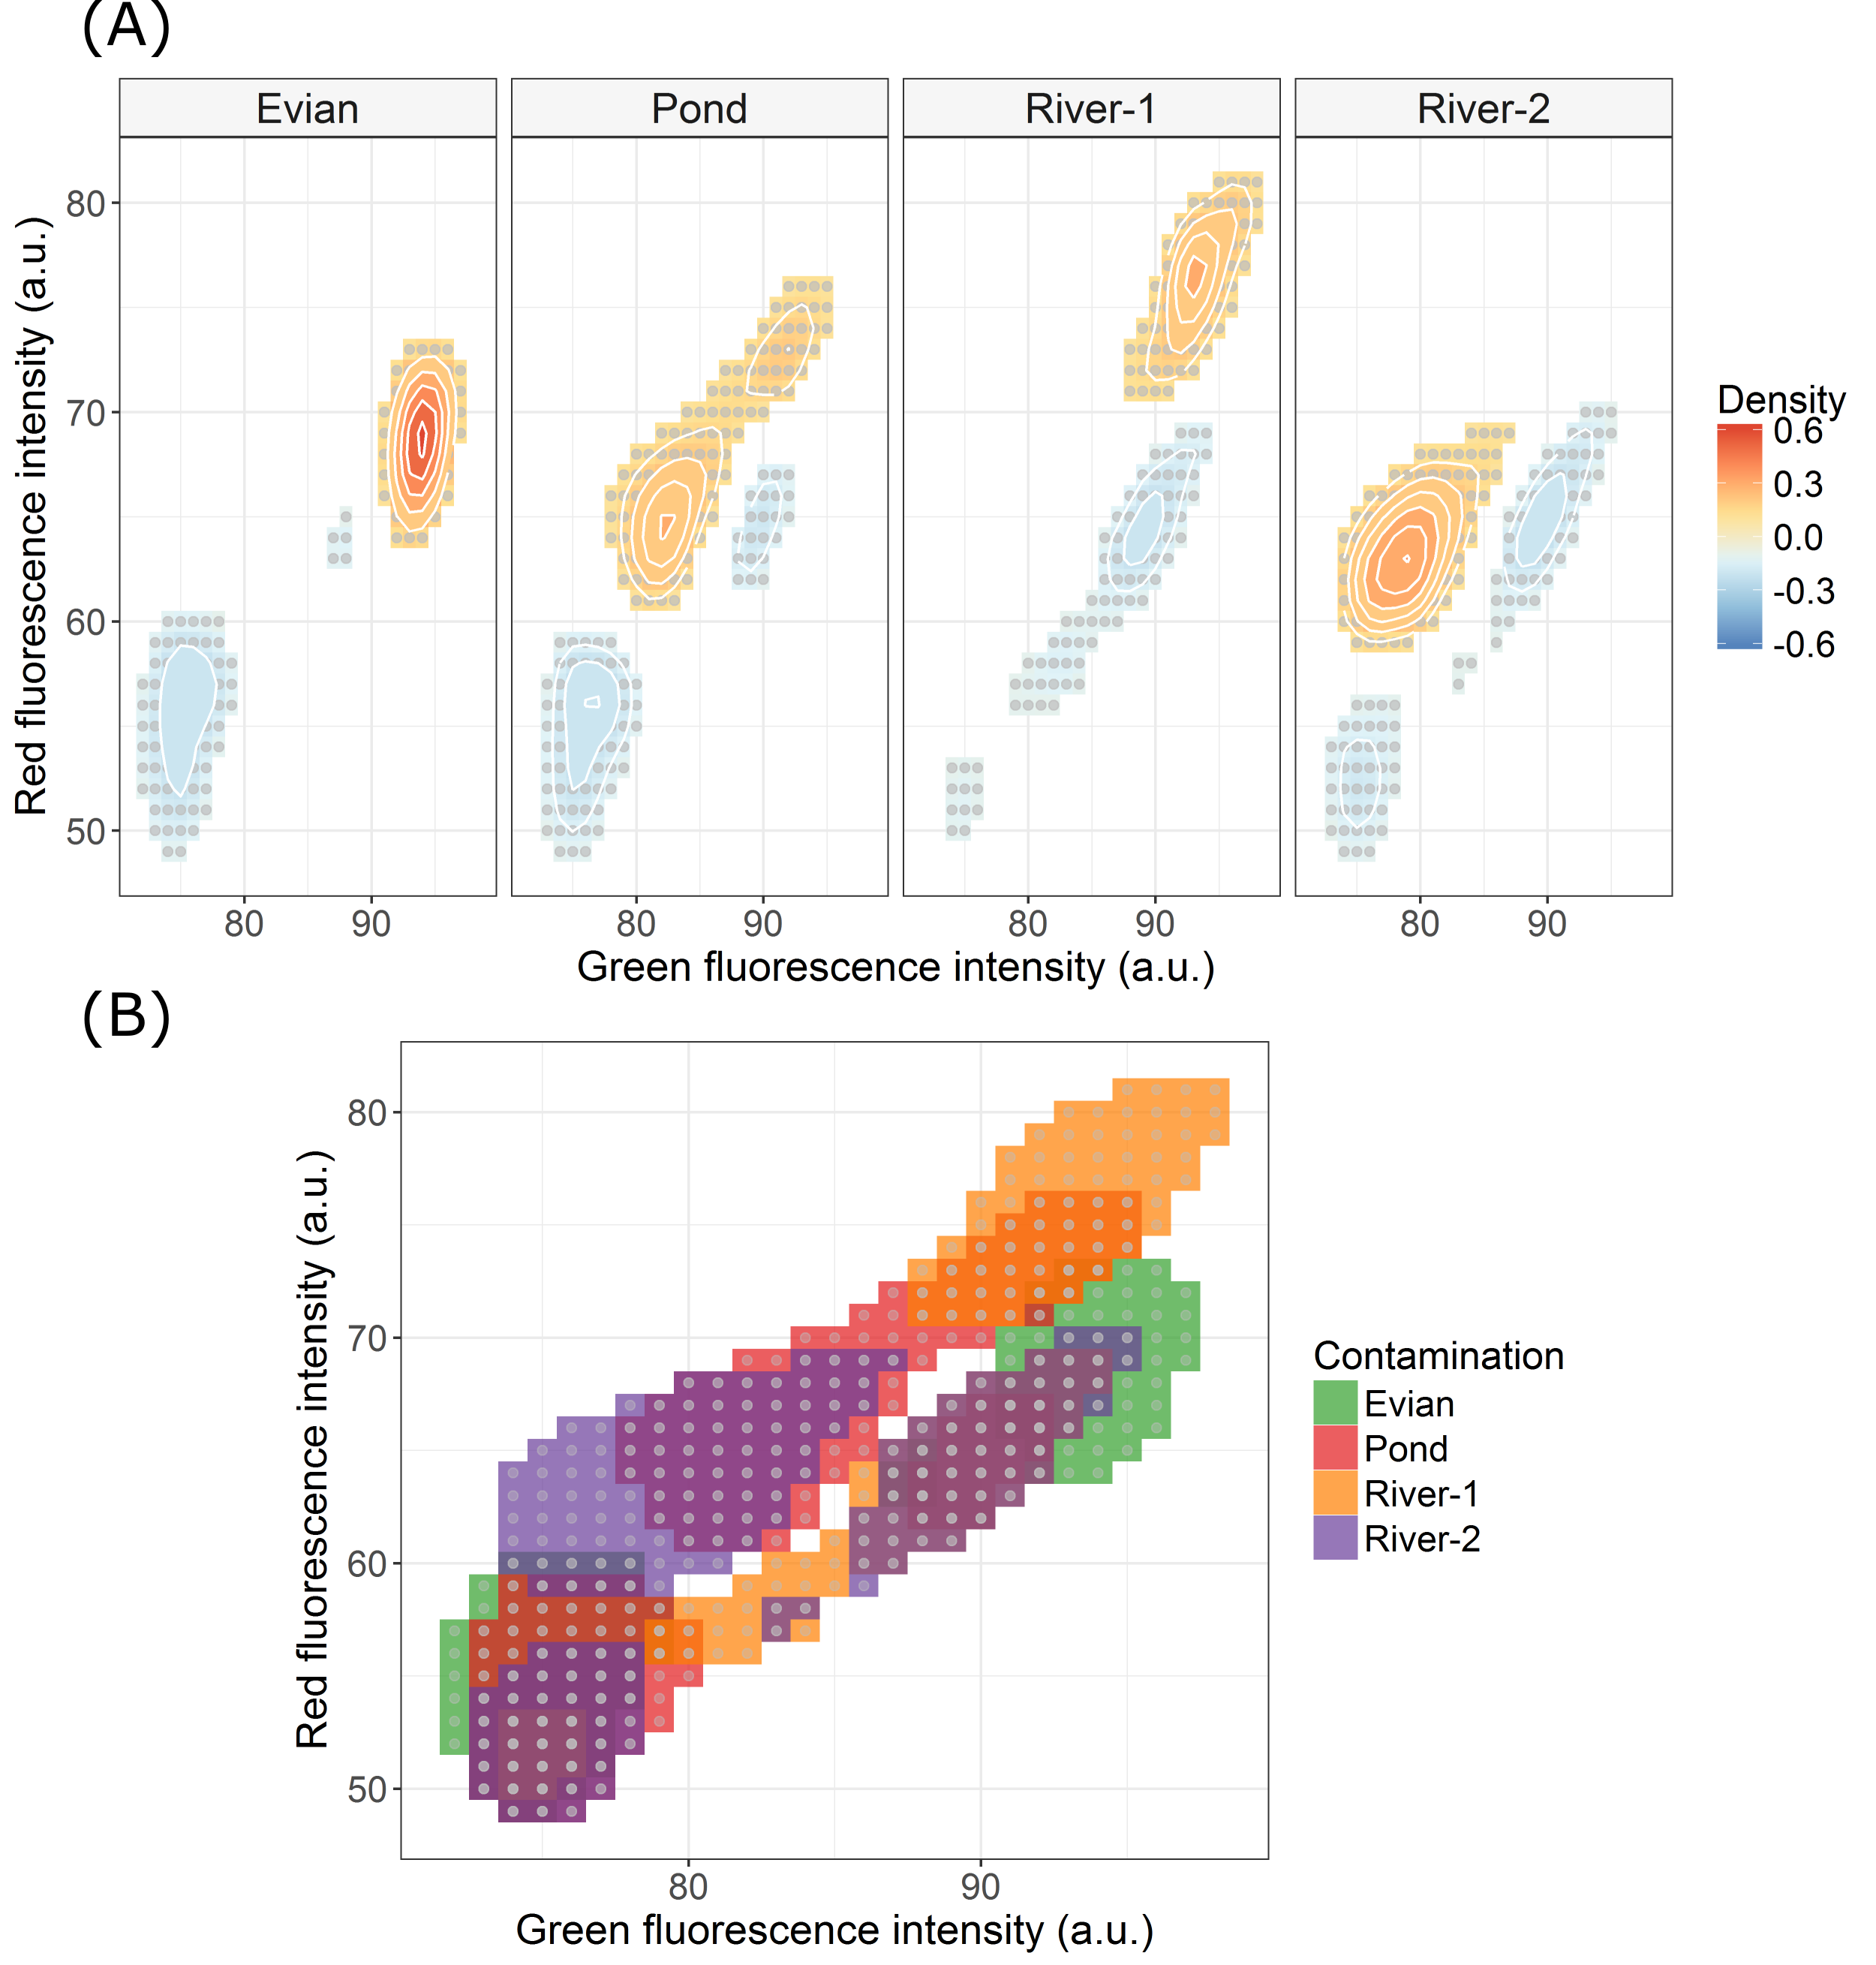 (A)
Evian Pond River-1 River-2
Red fluorescence intensity (a.u.)
80
70
60
50
80 90 80 90 80 90 80 90
Green fluorescence intensity (a.u.)
Density
0.6
0.3
0.0
-0.3
-0.6
(B)
Red fluorescence intensity (a.u.)
80
70
60
50
80 90
Green fluorescence intensity (a.u.)
Contamination
Evian
Pond
River-1
River-2